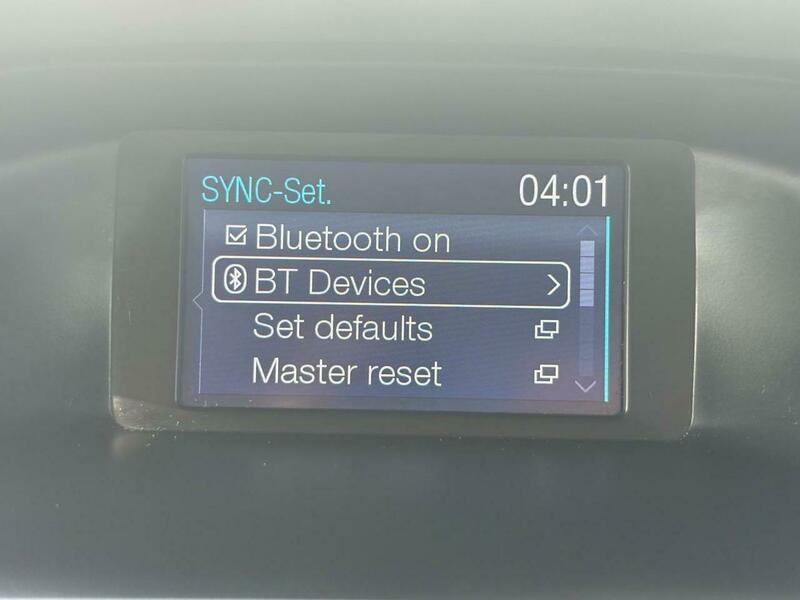 SYNC-Set. 04:01
Bluetooth on
BT Devices
Set defaults
Master reset